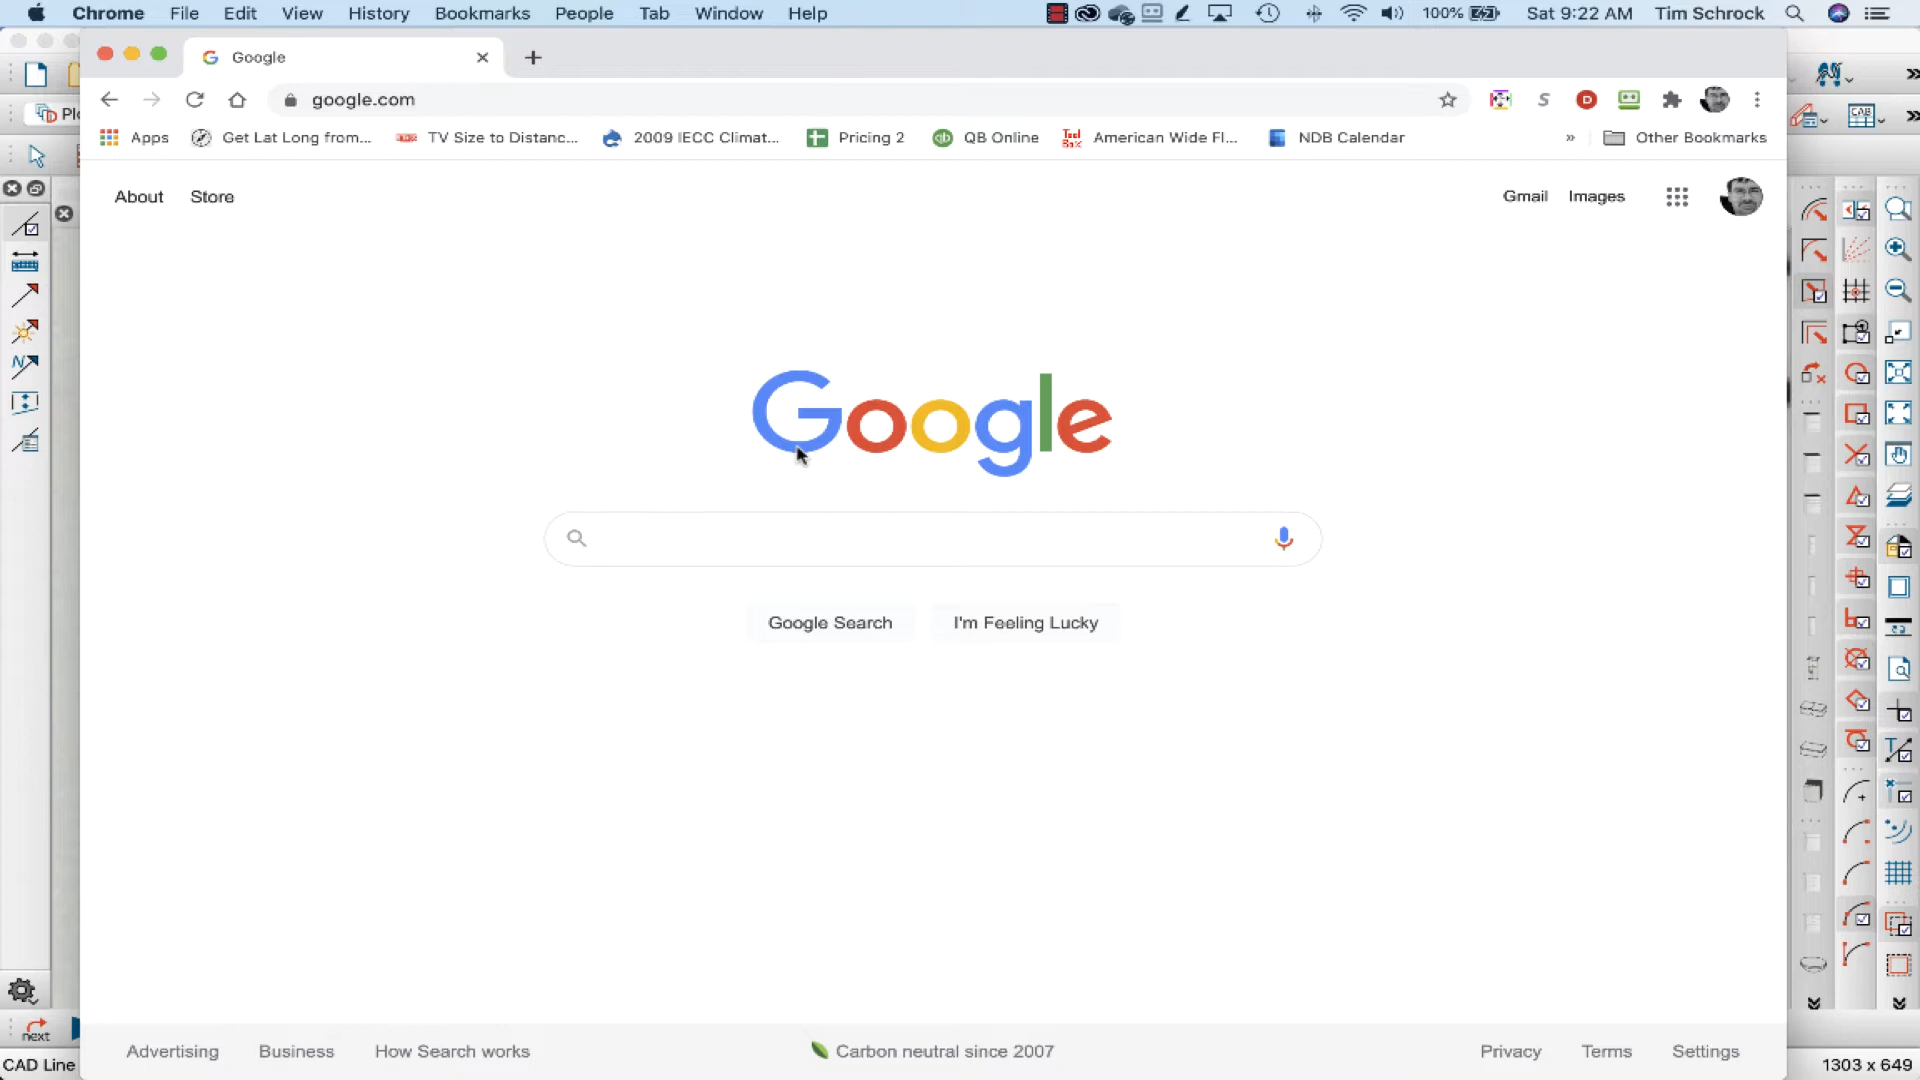 Chrome File Edit View History Bookmarks People Tab Window Help 100% Sat 9:22 AM Tim Schrock
Google
google.com
Apps Get Lat Long from... TV Size to Distanc... 2009 IECC Climat... Pricing 2 QB Online American Wide Fl... NDB Calendar » Other Bookmarks
About Store Gmail Images
Google
Google Search I'm Feeling Lucky
Advertising Business How Search works Carbon neutral since 2007 Privacy Terms Settings
next
CAD Line 1303 x 649